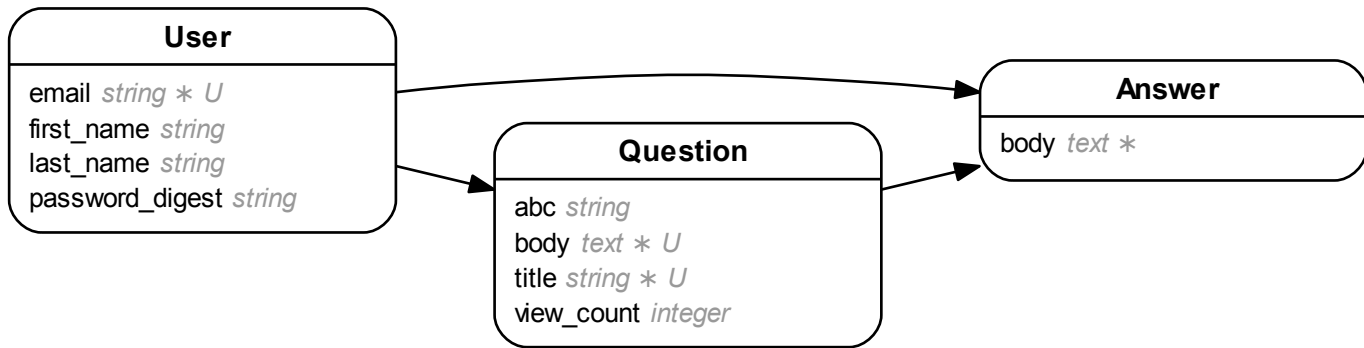 User
email string ∗ U
first_name string
last_name string
password_digest string
Question
abc string
body text ∗ U
title string ∗ U
view_count integer
Answer
body text ∗